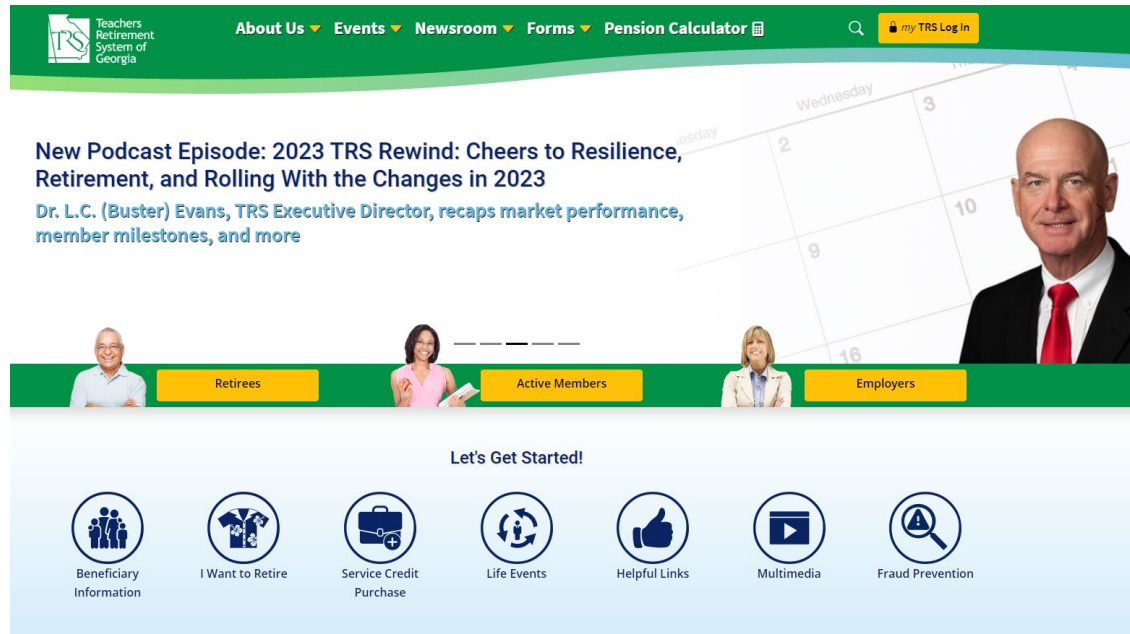 Teachers
Retirement
System of
Georgia
TRS
About Us
Events
Newsroom
Forms
Pension Calculator
my TRS Log In
Wednesday
2
3
9
10
16
New Podcast Episode: 2023 TRS Rewind: Cheers to Resilience,
Retirement, and Rolling With the Changes in 2023
Dr. L.C. (Buster) Evans, TRS Executive Director, recaps market performance,
member milestones, and more
Retirees
Active Members
Employers
Let's Get Started!
Beneficiary
Information
I Want to Retire
Service Credit
Purchase
Life Events
Helpful Links
Multimedia
Fraud Prevention